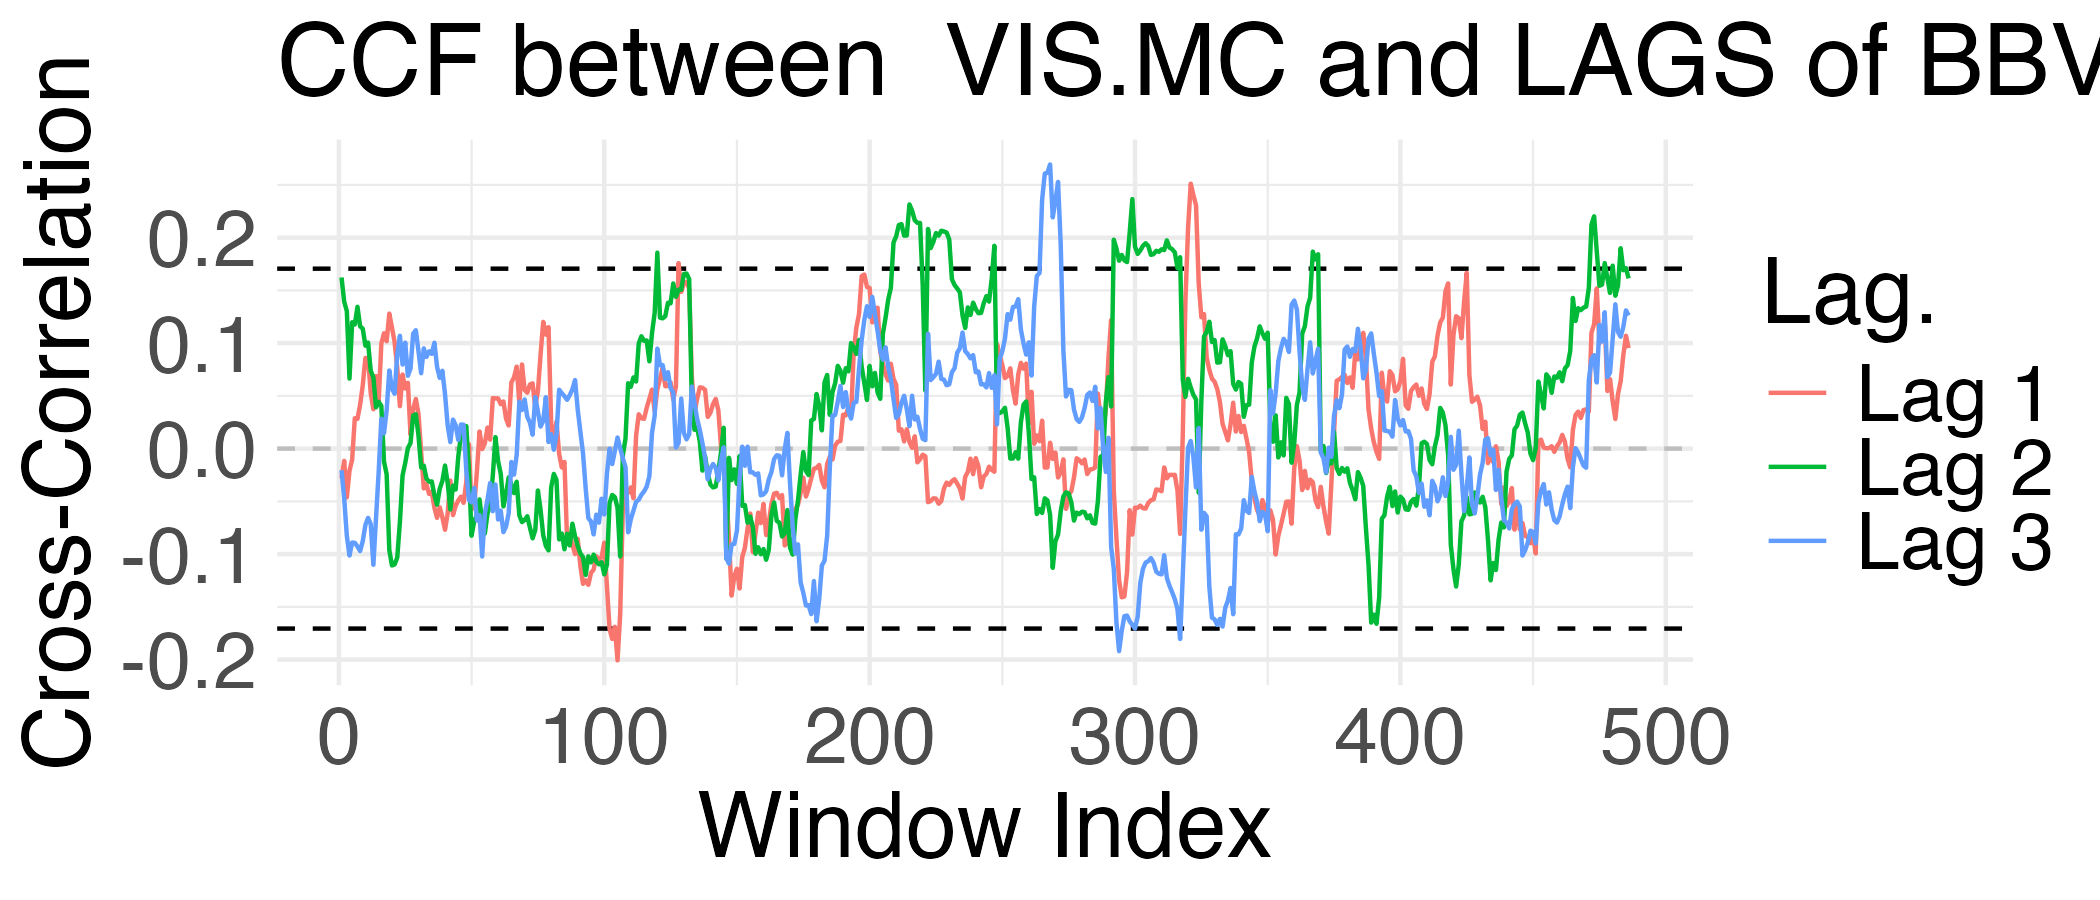 CCF between  VIS.MC and LAGS of BBV
Cross-Correlation
0.2
0.1
0.0
-0.1
-0.2
0
100
200
300
400
500
Window Index
Lag.
Lag 1
Lag 2
Lag 3